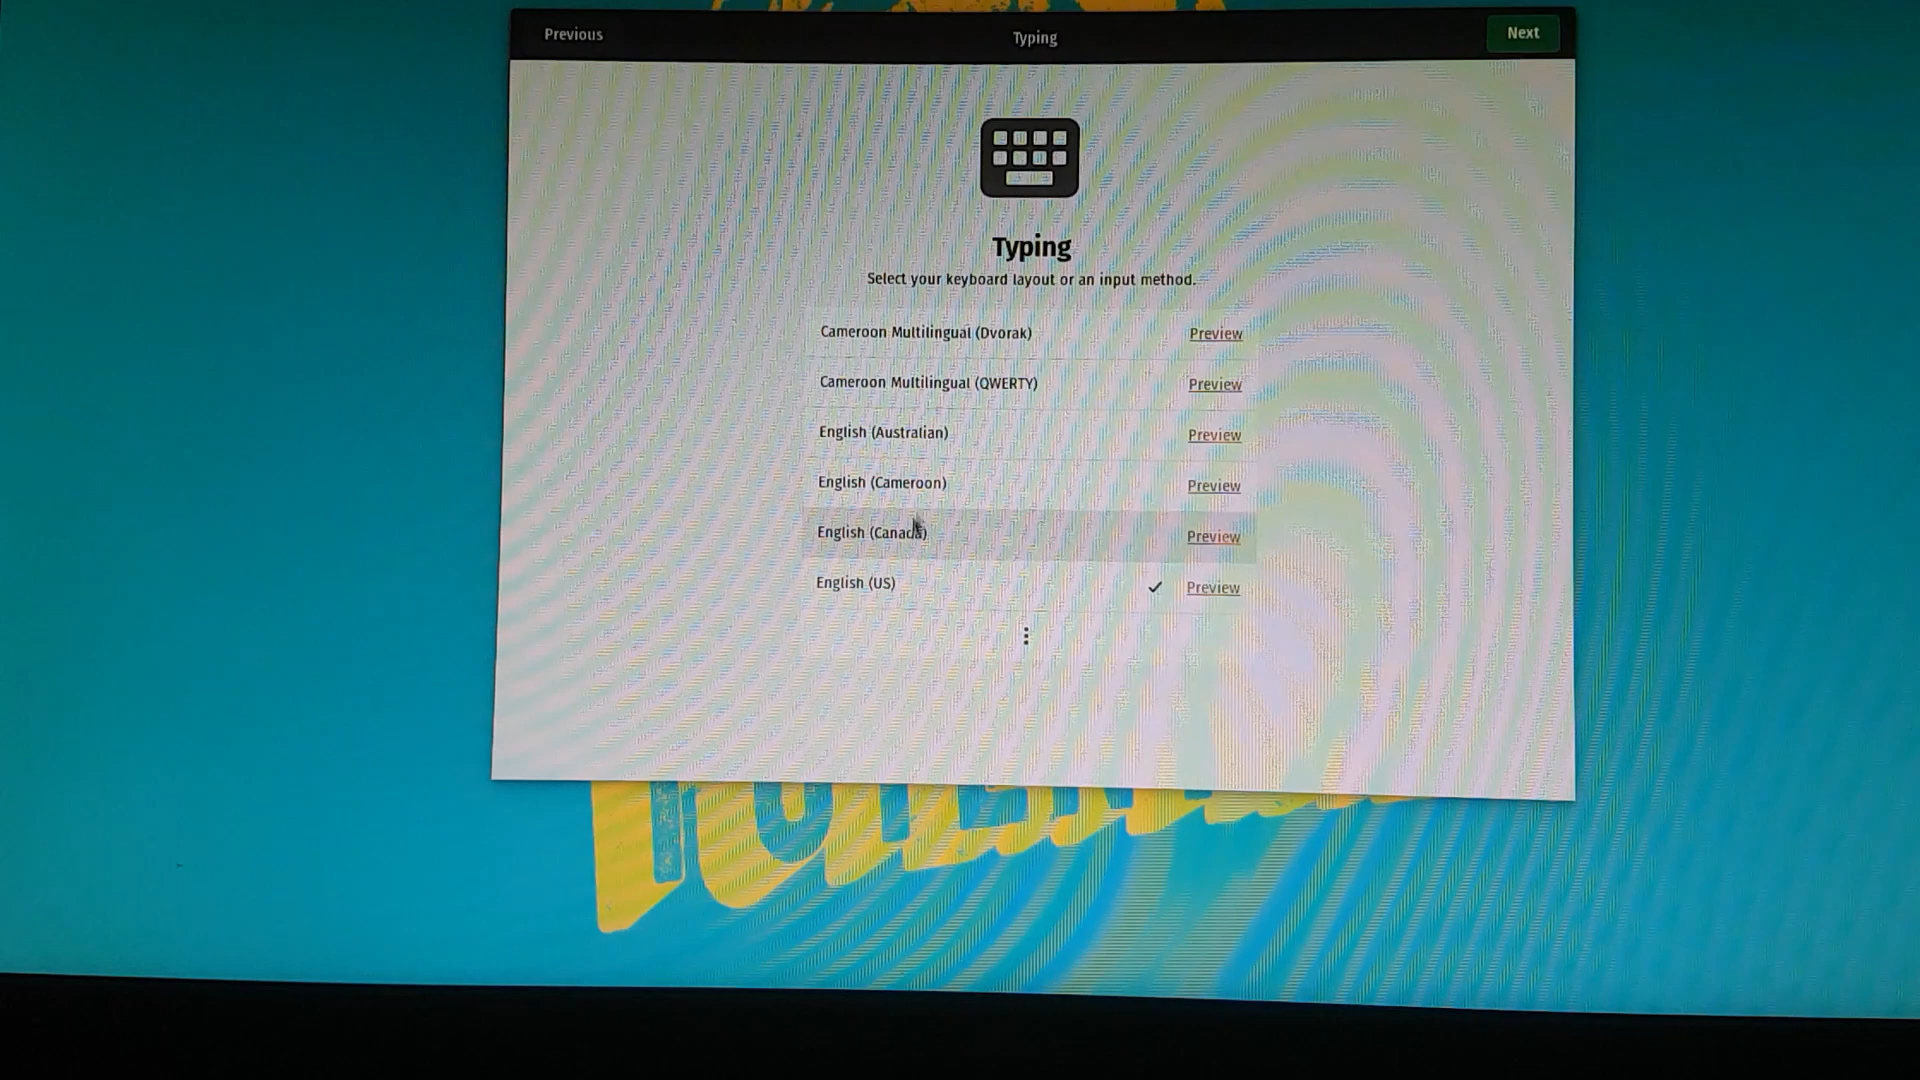 Previous
Typing
Next
Typing
Select your keyboard layout or an input method.
Cameroon Multilingual (Dvorak) Preview
Cameroon Multilingual (QWERTY) Preview
English (Australian) Preview
English (Cameroon) Preview
English (Canada) Preview
English (US) Preview